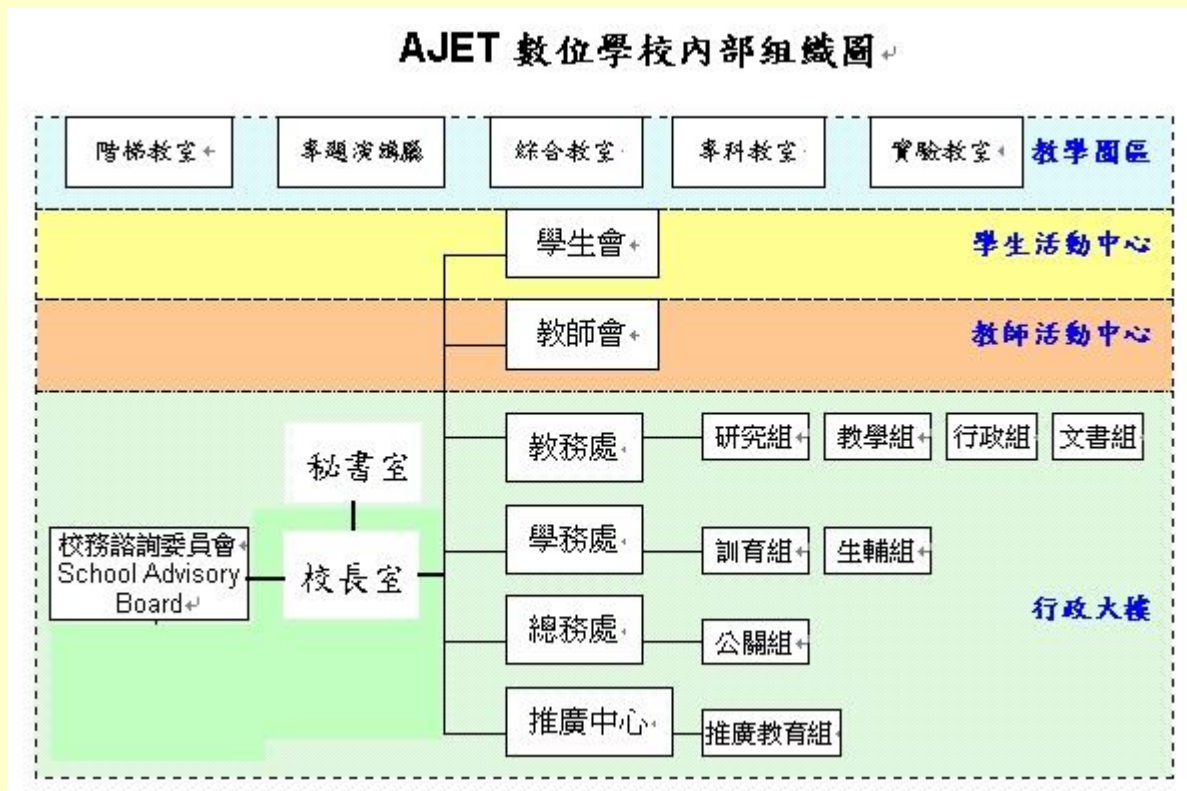 AJET 數位學校內部組織圖
階梯教室
專題演講廳
綜合教室
專科教室
實驗教室
教學園區
學生會
學生活動中心
教師會
教師活動中心
教務處
研究組
教學組
行政組
文書組
秘書室
校務諮詢委員會
School Advisory
Board
校長室
學務處
訓育組
生輔組
行政大樓
總務處
公關組
推廣中心
推廣教育組